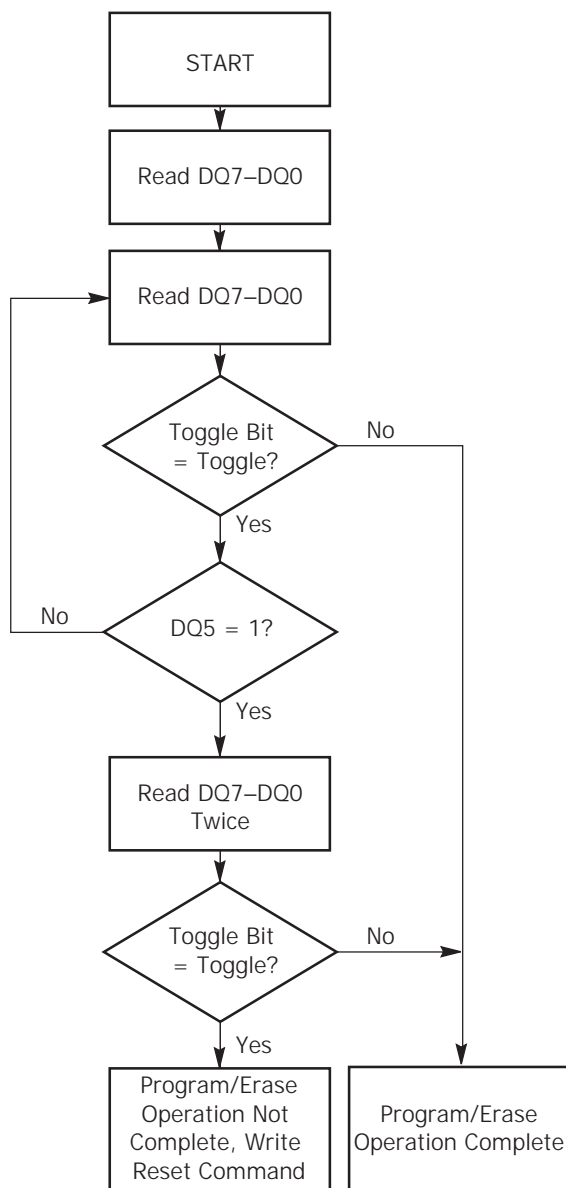 START
Read DQ7–DQ0
Read DQ7–DQ0
Toggle Bit
= Toggle?
No
Yes
No
DQ5 = 1?
Yes
Read DQ7–DQ0
Twice
Toggle Bit
= Toggle?
No
Yes
Program/Erase
Operation Not
Complete, Write
Reset Command
Program/Erase
Operation Complete